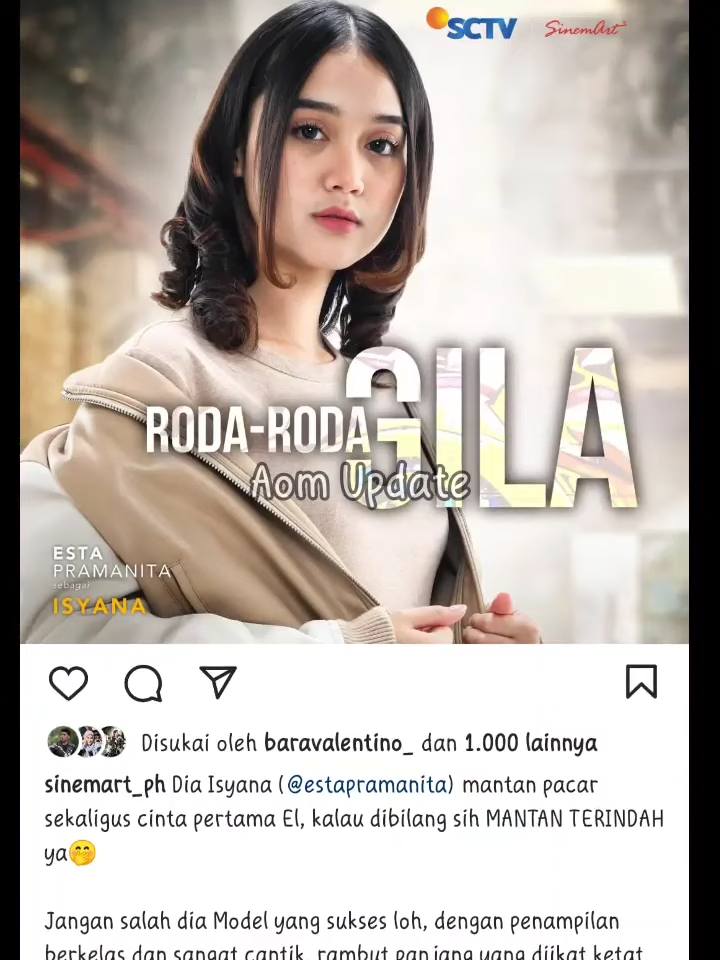 SCTV SinemArt
RODA-RODA GILA
Aom Update
ESTA
PRAMANITA
sebagai
ISYANA
Disukai oleh baravalentino_ dan 1.000 lainnya
sinemart_ph Dia Isyana (@estapramanita) mantan pacar
sekaligus cinta pertama El, kalau dibilang sih MANTAN TERINDAH
ya🤭
Jangan salah dia Model yang sukses loh, dengan penampilan
berkelas dan sangat cantik, rambut panjang yang diikat ketat